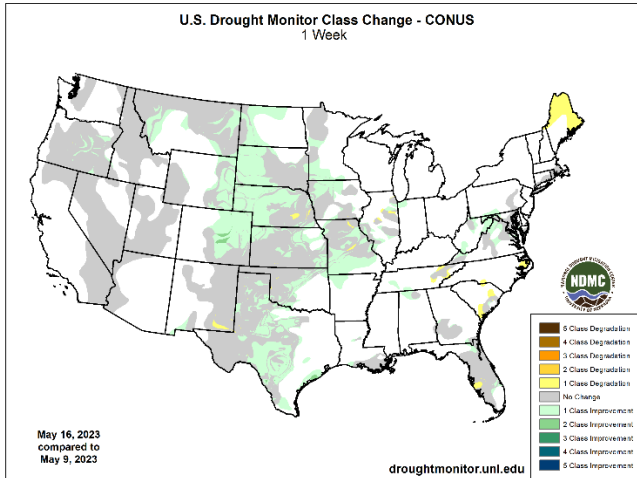 U.S. Drought Monitor Class Change - CONUS
1 Week
NDMC
5 Class Degradation
4 Class Degradation
3 Class Degradation
2 Class Degradation
1 Class Degradation
No Change
1 Class Improvement
2 Class Improvement
3 Class Improvement
4 Class Improvement
5 Class Improvement
May 16, 2023
compared to
May 9, 2023
droughtmonitor.unl.edu